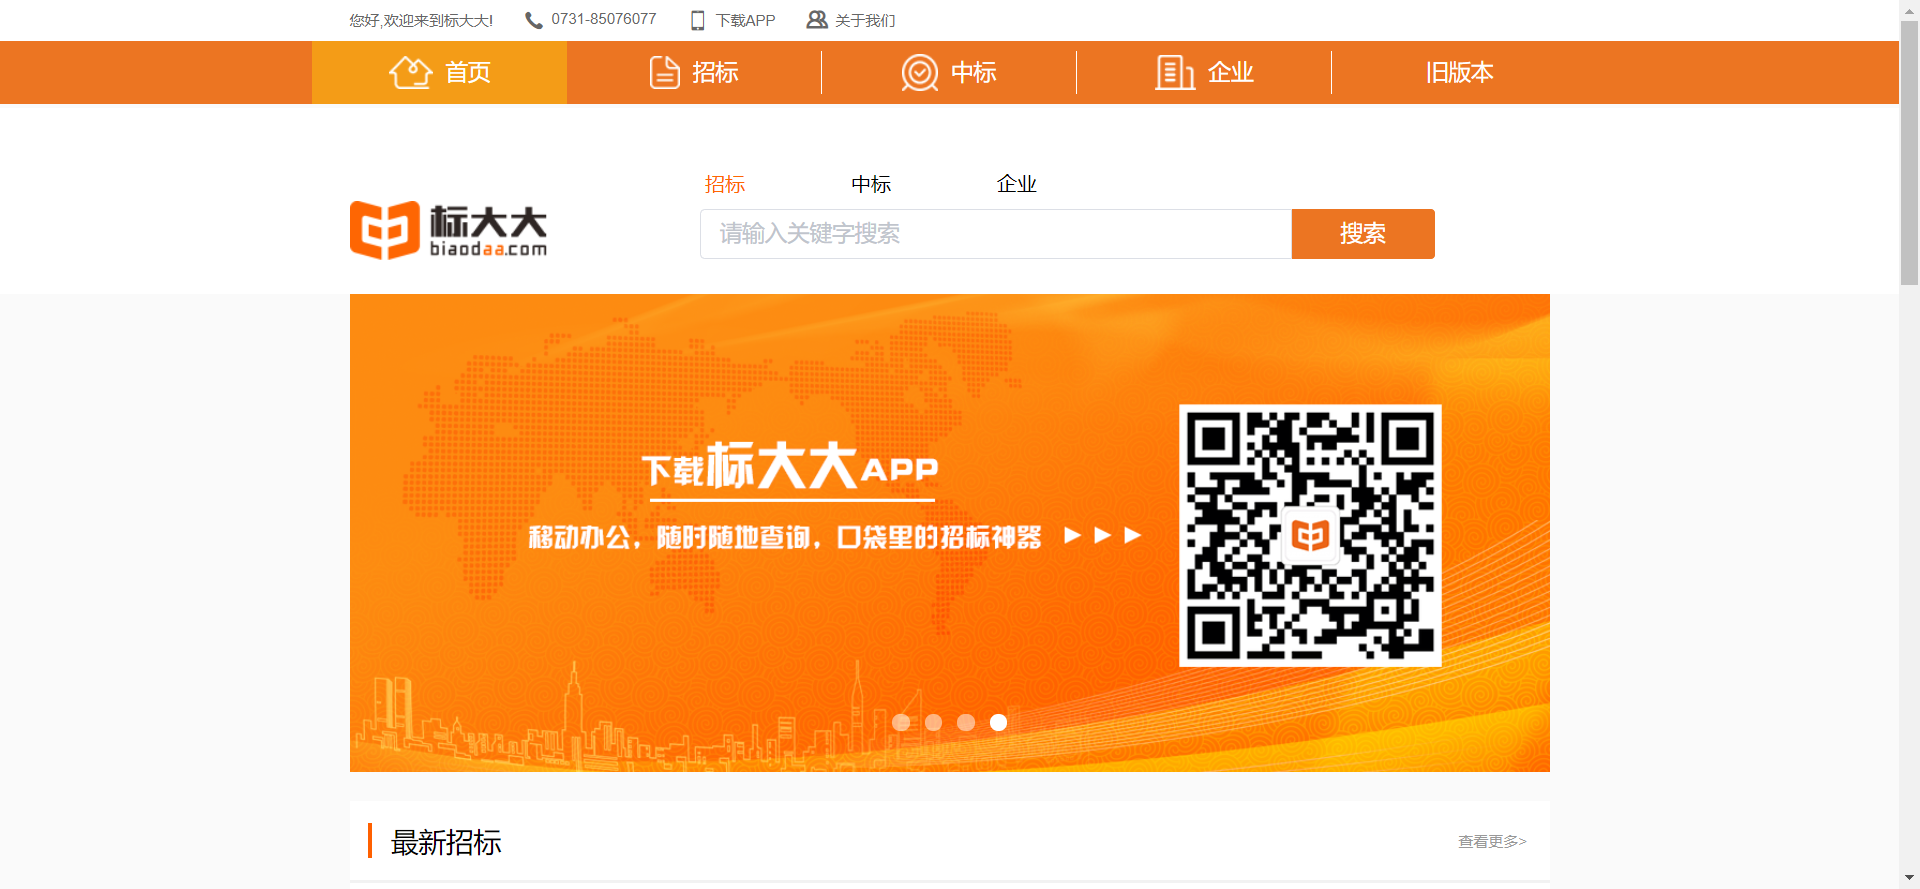 您好,欢迎来到标大大! 0731-85076077 下载APP 关于我们
首页 招标 中标 企业 旧版本
招标 中标 企业
标大大
biaodaa.com
请输入关键字搜索 搜索
下载标大大APP
移动办公，随时随地查询，口袋里的招标神器
最新招标 查看更多>